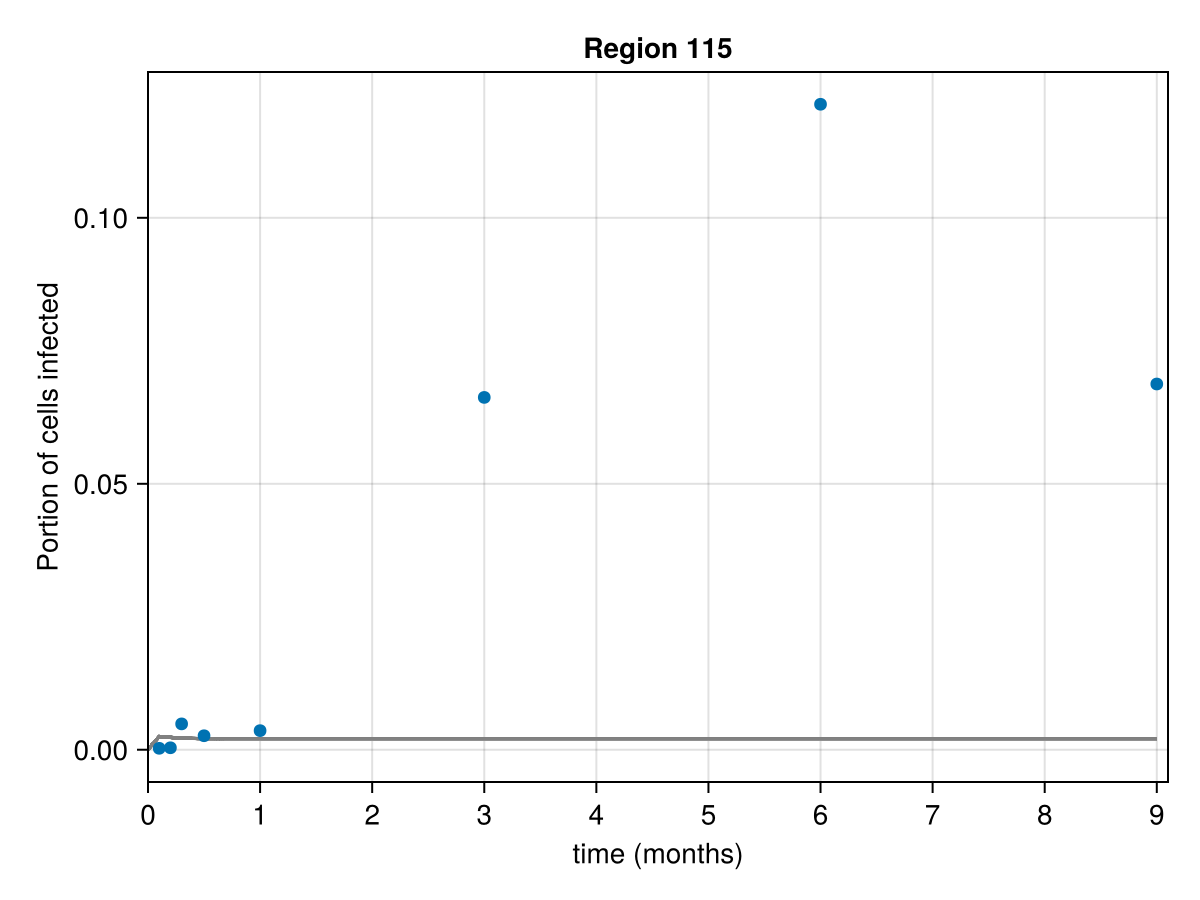 Region 115
Portion of cells infected
0.10
0.05
0.00
0 1 2 3 4 5 6 7 8 9
time (months)